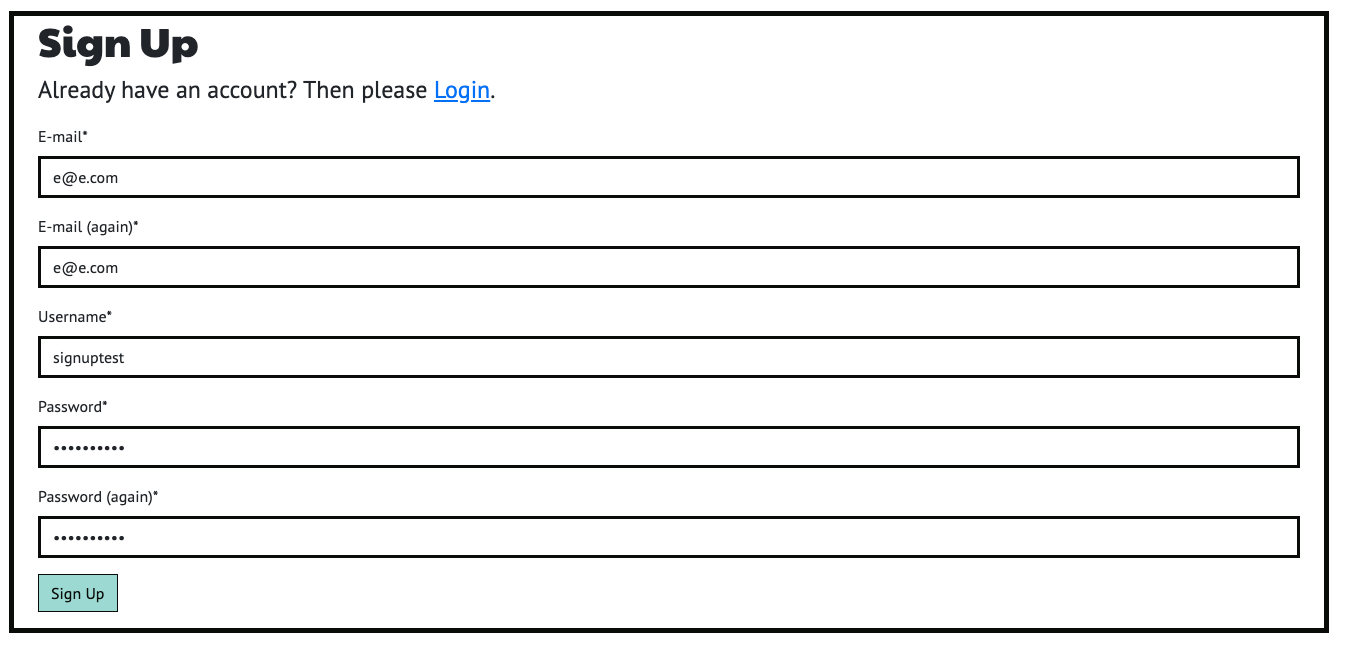 Sign Up
Already have an account? Then please Login.
E-mail*
e@e.com
E-mail (again)*
e@e.com
Username*
signuptest
Password*
••••••••••
Password (again)*
••••••••••
Sign Up